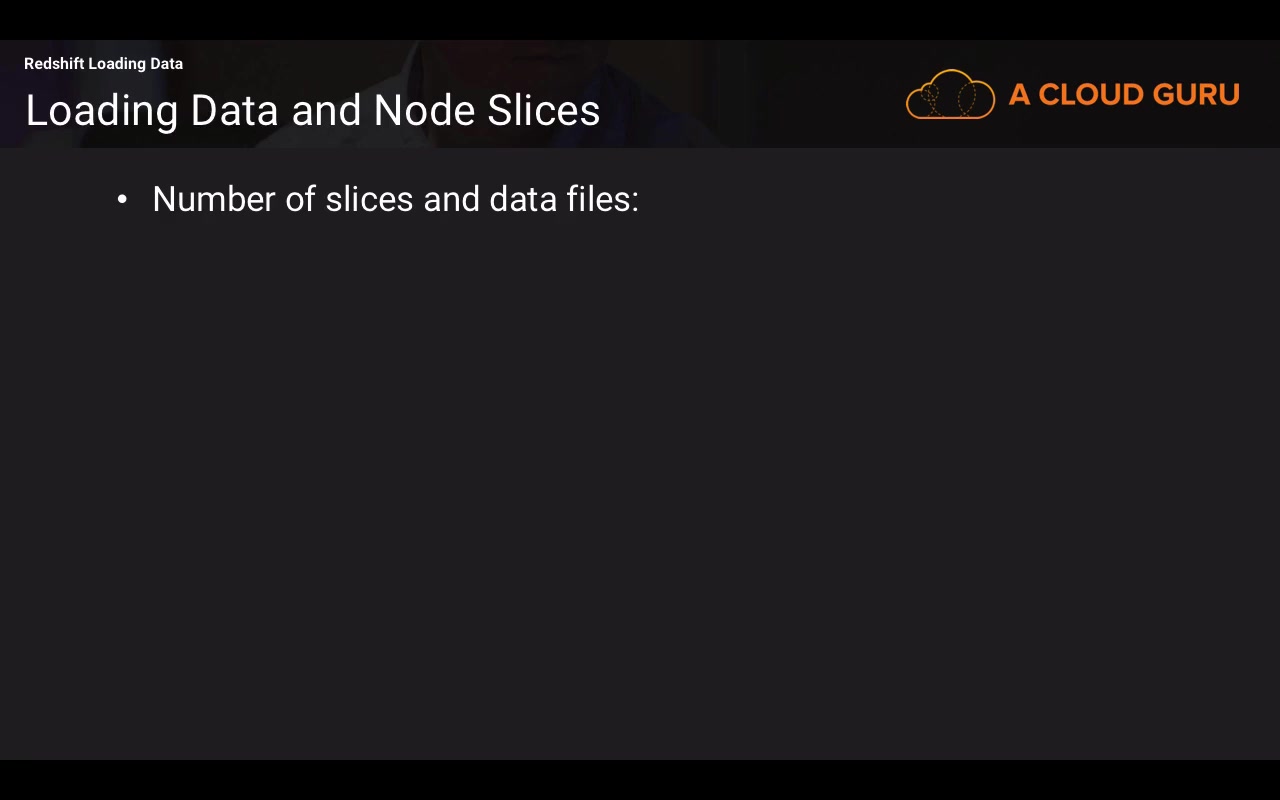 Redshift Loading Data
Loading Data and Node Slices
A CLOUD GURU
• Number of slices and data files: